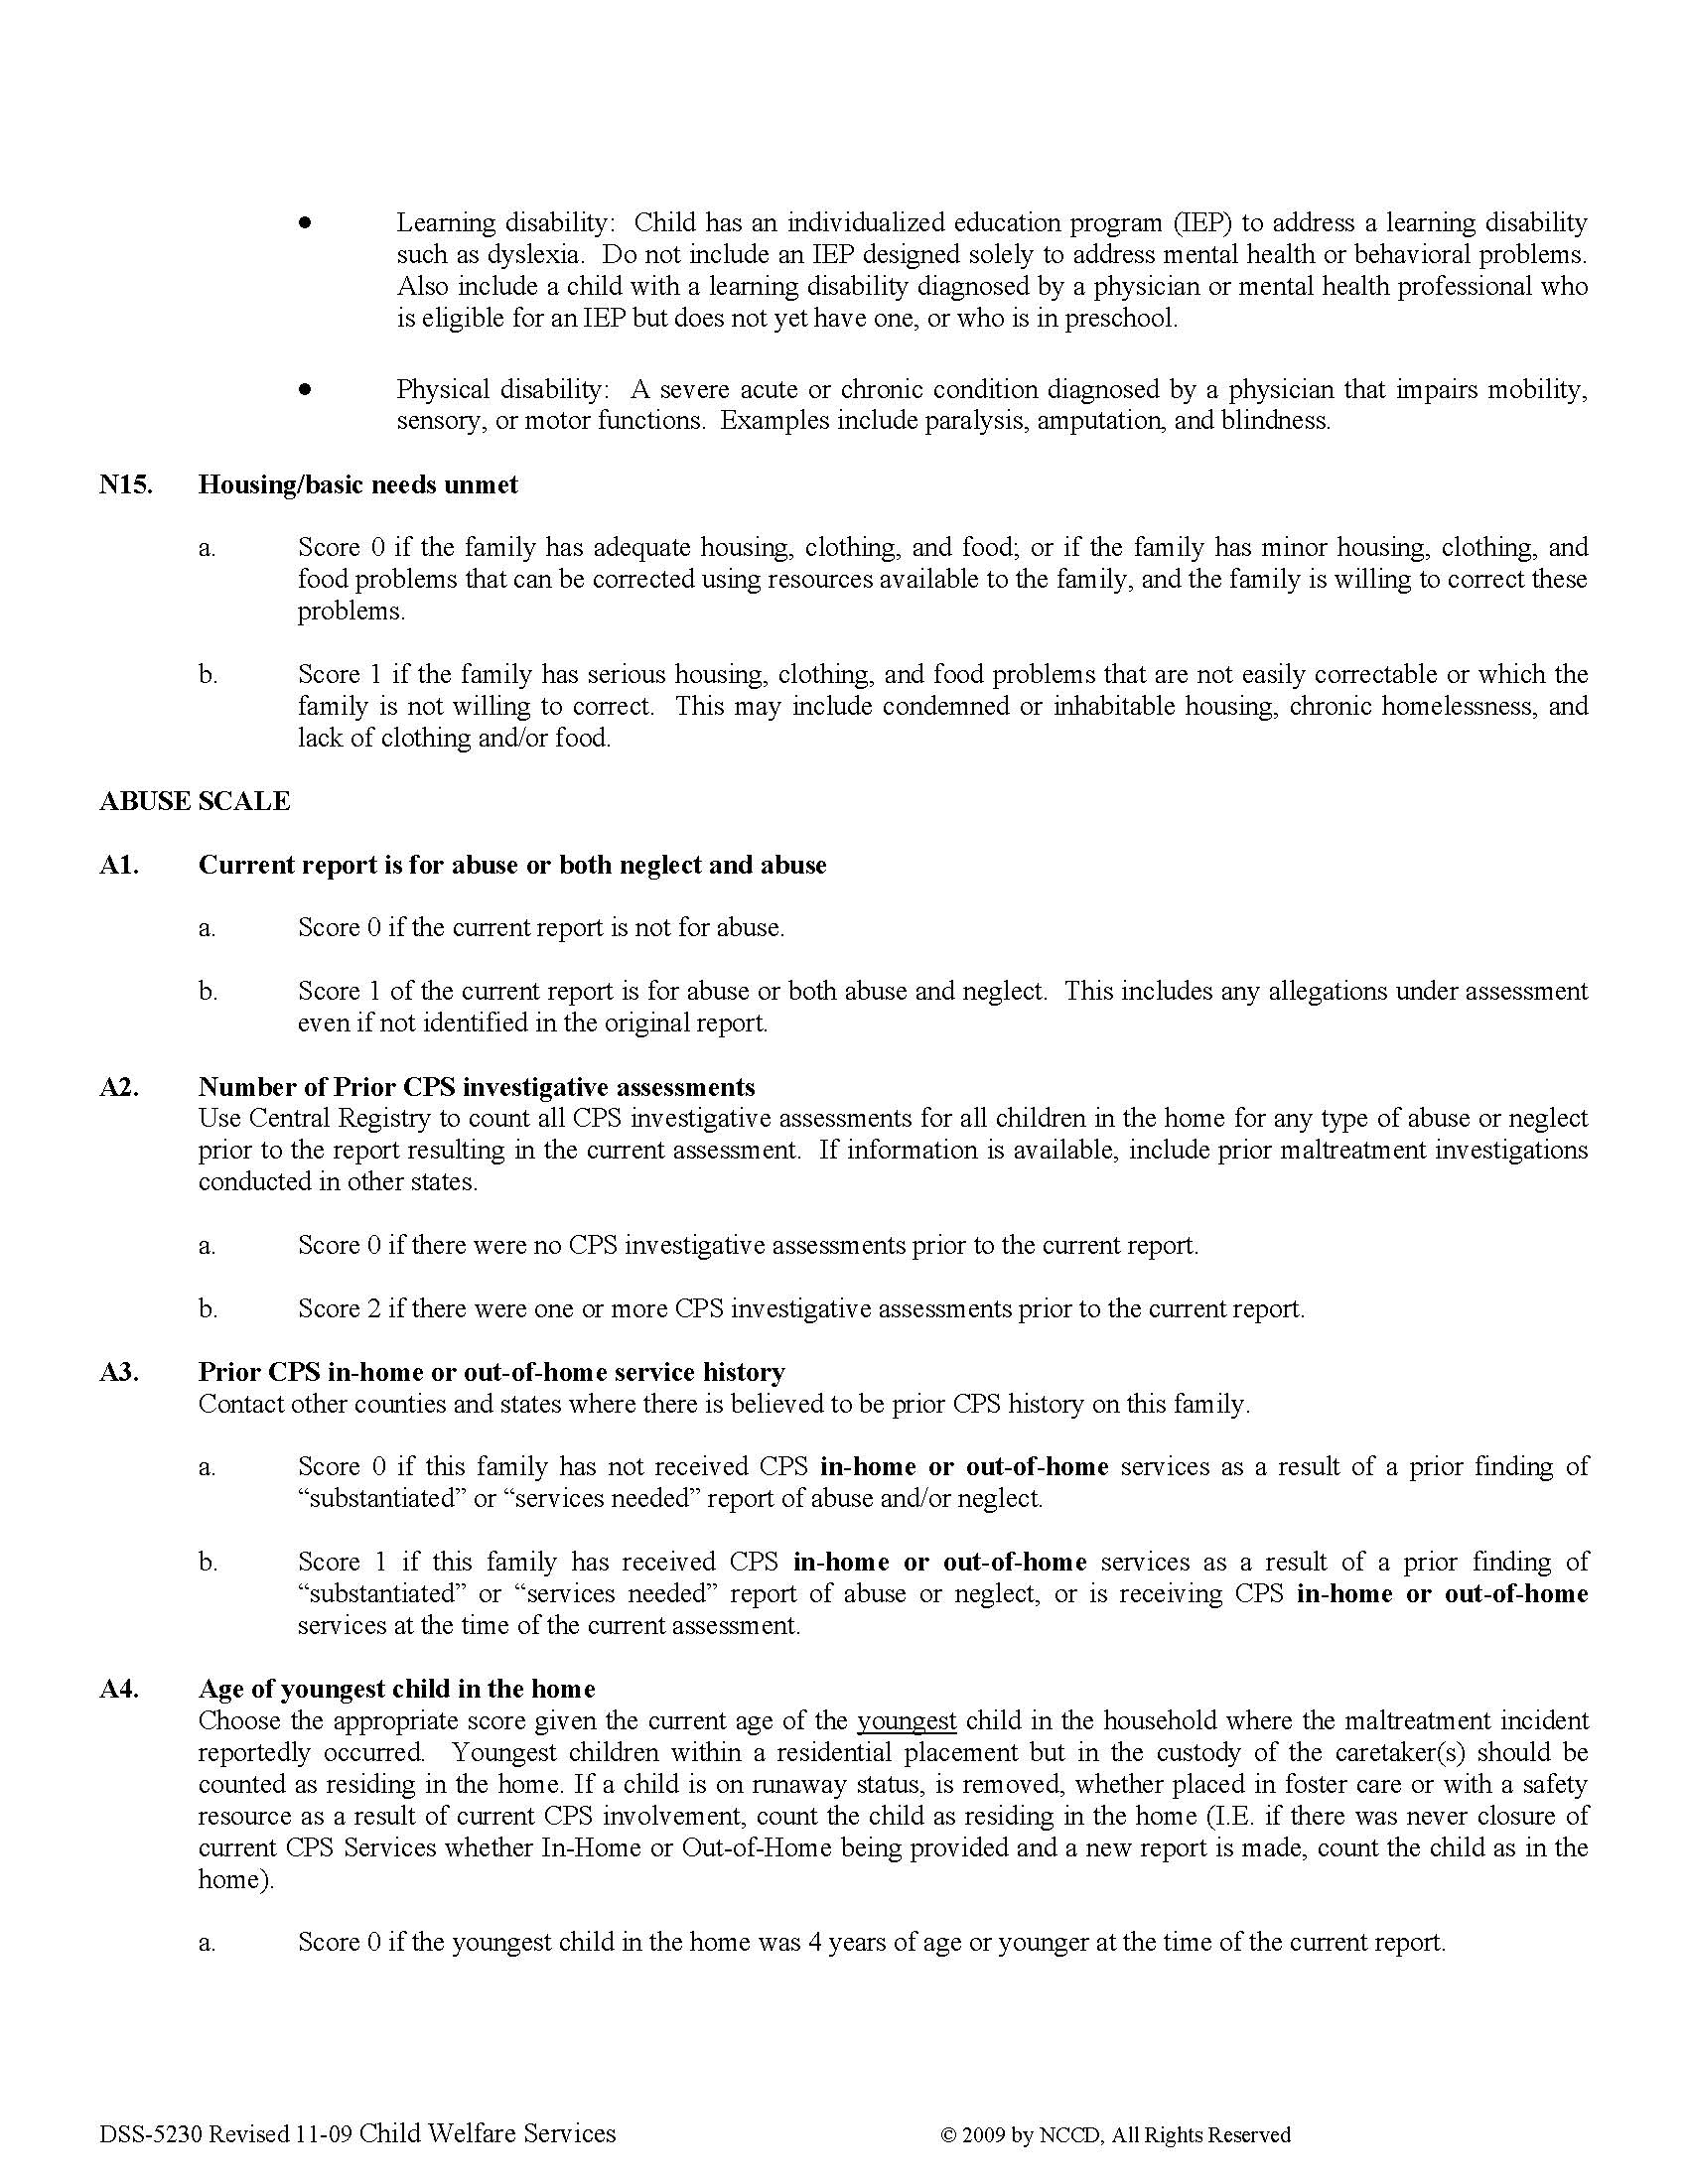 • Learning disability: Child has an individualized education program (IEP) to address a learning disability
such as dyslexia. Do not include an IEP designed solely to address mental health or behavioral problems.
Also include a child with a learning disability diagnosed by a physician or mental health professional who
is eligible for an IEP but does not yet have one, or who is in preschool.
• Physical disability: A severe acute or chronic condition diagnosed by a physician that impairs mobility,
sensory, or motor functions. Examples include paralysis, amputation, and blindness.
N15. Housing/basic needs unmet
a. Score 0 if the family has adequate housing, clothing, and food; or if the family has minor housing, clothing, and
food problems that can be corrected using resources available to the family, and the family is willing to correct these
problems.
b. Score 1 if the family has serious housing, clothing, and food problems that are not easily correctable or which the
family is not willing to correct. This may include condemned or inhabitable housing, chronic homelessness, and
lack of clothing and/or food.
ABUSE SCALE
A1. Current report is for abuse or both neglect and abuse
a. Score 0 if the current report is not for abuse.
b. Score 1 of the current report is for abuse or both abuse and neglect. This includes any allegations under assessment
even if not identified in the original report.
A2. Number of Prior CPS investigative assessments
Use Central Registry to count all CPS investigative assessments for all children in the home for any type of abuse or neglect
prior to the report resulting in the current assessment. If information is available, include prior maltreatment investigations
conducted in other states.
a. Score 0 if there were no CPS investigative assessments prior to the current report.
b. Score 2 if there were one or more CPS investigative assessments prior to the current report.
A3. Prior CPS in-home or out-of-home service history
Contact other counties and states where there is believed to be prior CPS history on this family.
a. Score 0 if this family has not received CPS in-home or out-of-home services as a result of a prior finding of
“substantiated” or “services needed” report of abuse and/or neglect.
b. Score 1 if this family has received CPS in-home or out-of-home services as a result of a prior finding of
“substantiated” or “services needed” report of abuse or neglect, or is receiving CPS in-home or out-of-home
services at the time of the current assessment.
A4. Age of youngest child in the home
Choose the appropriate score given the current age of the youngest child in the household where the maltreatment incident
reportedly occurred. Youngest children within a residential placement but in the custody of the caretaker(s) should be
counted as residing in the home. If a child is on runaway status, is removed, whether placed in foster care or with a safety
resource as a result of current CPS involvement, count the child as residing in the home (I.E. if there was never closure of
current CPS Services whether In-Home or Out-of-Home being provided and a new report is made, count the child as in the
home).
a. Score 0 if the youngest child in the home was 4 years of age or younger at the time of the current report.
DSS-5230 Revised 11-09 Child Welfare Services © 2009 by NCCD, All Rights Reserved